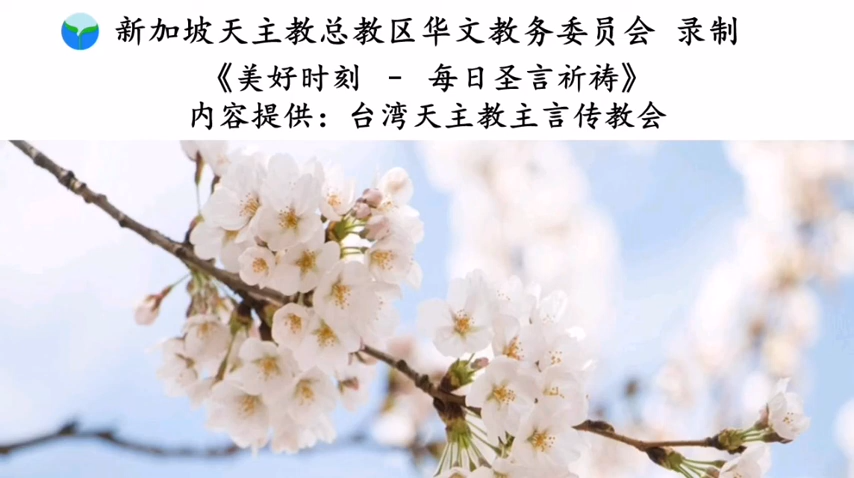 新加坡天主教总教区华文教务委员会 录制
《美好时刻 - 每日圣言祈祷》
内容提供：台湾天主教主言传教会